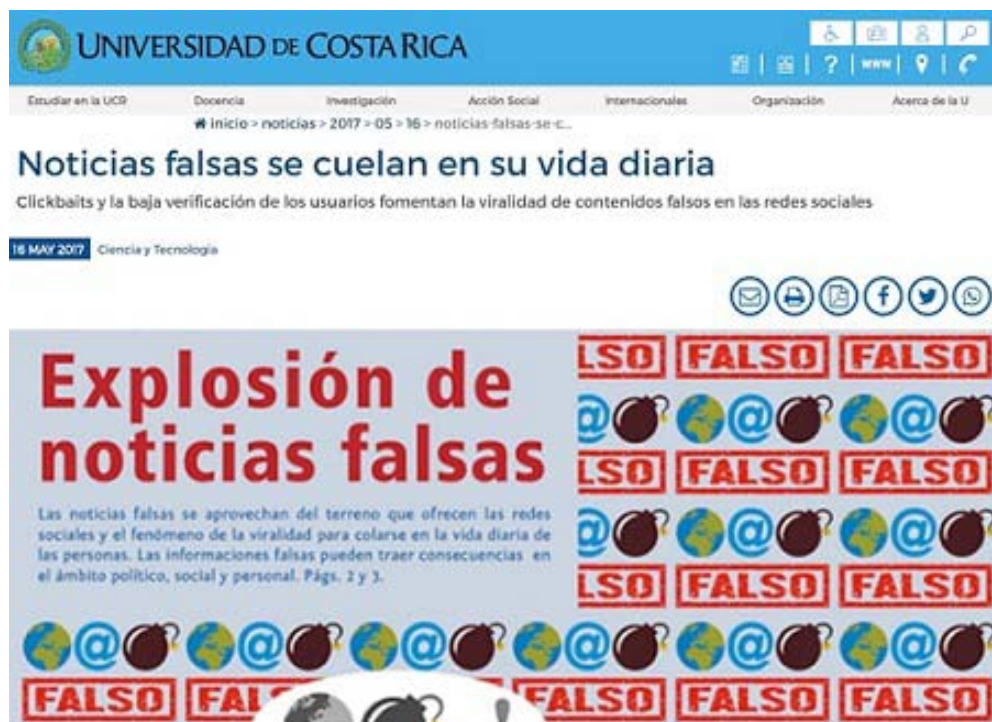 UNIVERSIDAD DE COSTA RICA
? | www
Estudiar en la UCR Docencia Investigación Acción Social Internacionales Organización Acerca de la U
inicio > noticias > 2017 > 05 > 16 > noticias-falsas-se-c...
Noticias falsas se cuelan en su vida diaria
Clickbaits y la baja verificación de los usuarios fomentan la viralidad de contenidos falsos en las redes sociales
16 MAY 2017 Ciencia y Tecnología
Explosión de
noticias falsas
Las noticias falsas se aprovechan del terreno que ofrecen las redes
sociales y el fenómeno de la viralidad para colarse en la vida diaria de
las personas. Las informaciones falsas pueden traer consecuencias en
el ámbito político, social y personal. Págs. 2 y 3.
LSO FALSO FALSO
@ @ @
LSO FALSO FALSO
@ @ @
LSO FALSO FALSO
@ @ @ @ @ @
FALSO FALS FALSO FALSO FALSO
!